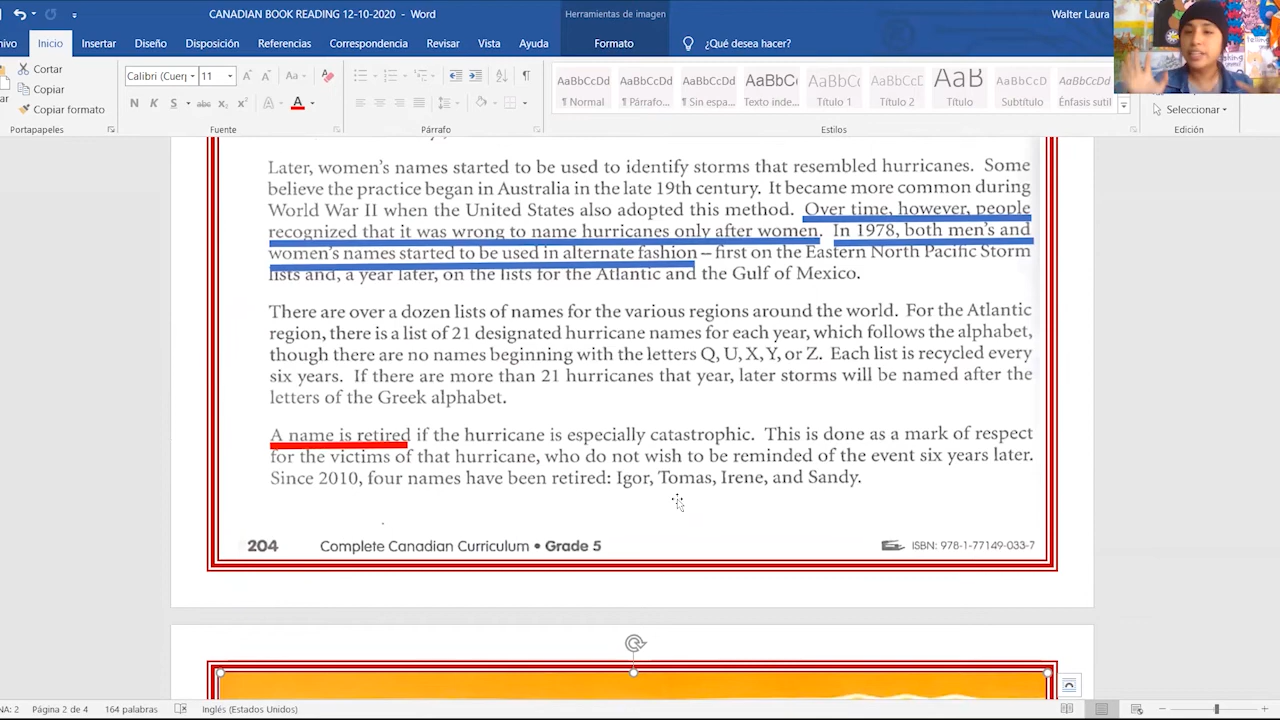 CANADIAN BOOK READING 12-10-2020 - Word
Herramientas de imagen
Walter Laura
Inicio Insertar Diseño Disposición Referencias Correspondencia Revisar Vista Ayuda Formato ¿Qué desea hacer?
Cortar
Copiar
Copiar formato
Portapapeles
Calibri (Cuerp 11
N K S abc x₂ x²
Fuente
Párrafo
AaBbCcDd AaBbCcDd AaBbCcDd AaBbCcD AaBbC AaBbCcD AaB AaBbCcD AaBbCcDd
¶ Normal ¶ Párrafo... ¶ Sin espa... Texto inde... Título 1 Título 2 Título Subtítulo Énfasis sutil
Estilos
Seleccionar
Edición
Later, women's names started to be used to identify storms that resembled hurricanes. Some
believe the practice began in Australia in the late 19th century. It became more common during
World War II when the United States also adopted this method. Over time, however, people
recognized that it was wrong to name hurricanes only after women. In 1978, both men's and
women's names started to be used in alternate fashion – first on the Eastern North Pacific Storm
lists and, a year later, on the lists for the Atlantic and the Gulf of Mexico.
There are over a dozen lists of names for the various regions around the world. For the Atlantic
region, there is a list of 21 designated hurricane names for each year, which follows the alphabet,
though there are no names beginning with the letters Q, U, X, Y, or Z. Each list is recycled every
six years. If there are more than 21 hurricanes that year, later storms will be named after the
letters of the Greek alphabet.
A name is retired if the hurricane is especially catastrophic. This is done as a mark of respect
for the victims of that hurricane, who do not wish to be reminded of the event six years later.
Since 2010, four names have been retired: Igor, Tomas, Irene, and Sandy.
204 Complete Canadian Curriculum • Grade 5
ISBN: 978-1-77149-033-7
Página 2 de 4 164 palabras Inglés (Estados Unidos)